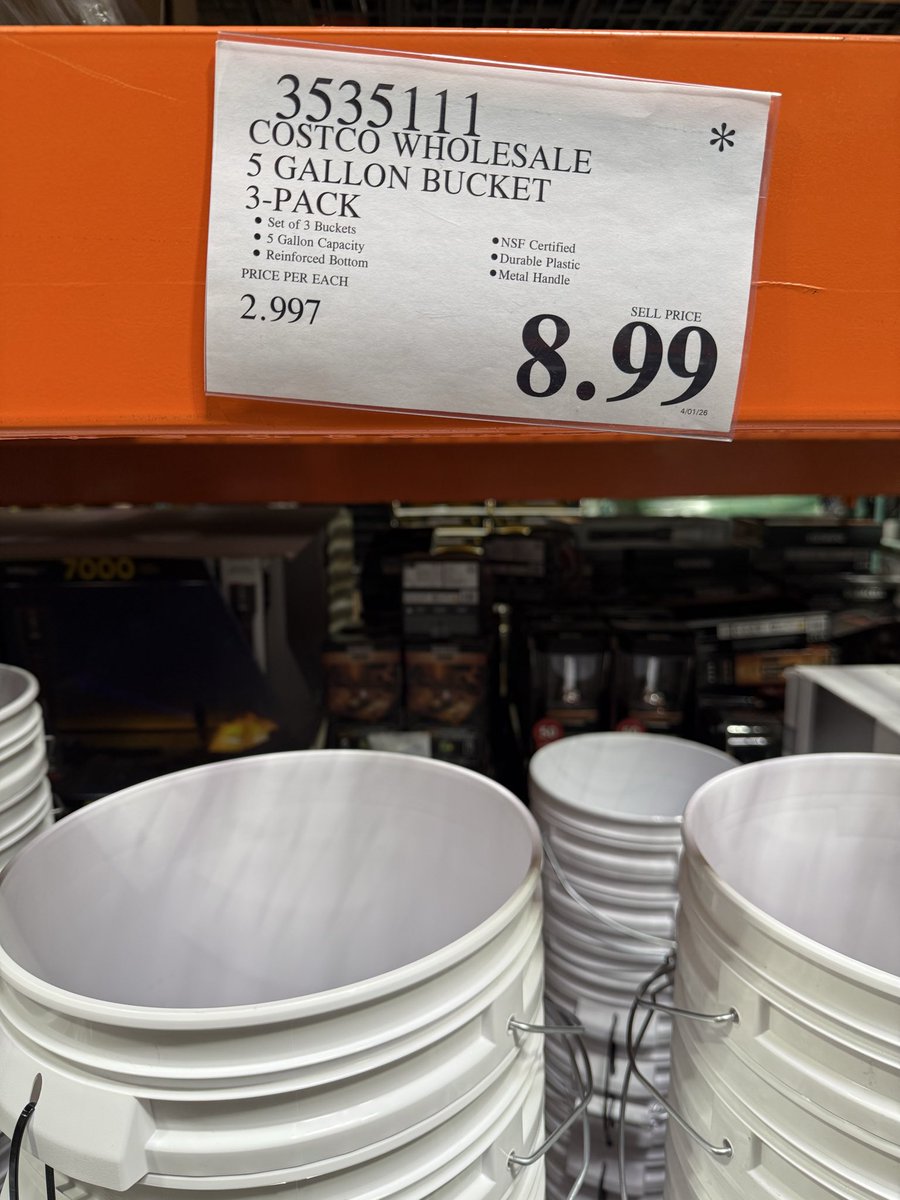 3535111
*
COSTCO WHOLESALE
5 GALLON BUCKET
3-PACK
• Set of 3 Buckets
• 5 Gallon Capacity
• Reinforced Bottom
• NSF Certified
• Durable Plastic
• Metal Handle
PRICE PER EACH
2.997
SELL PRICE
8.99
4/01/26
7000